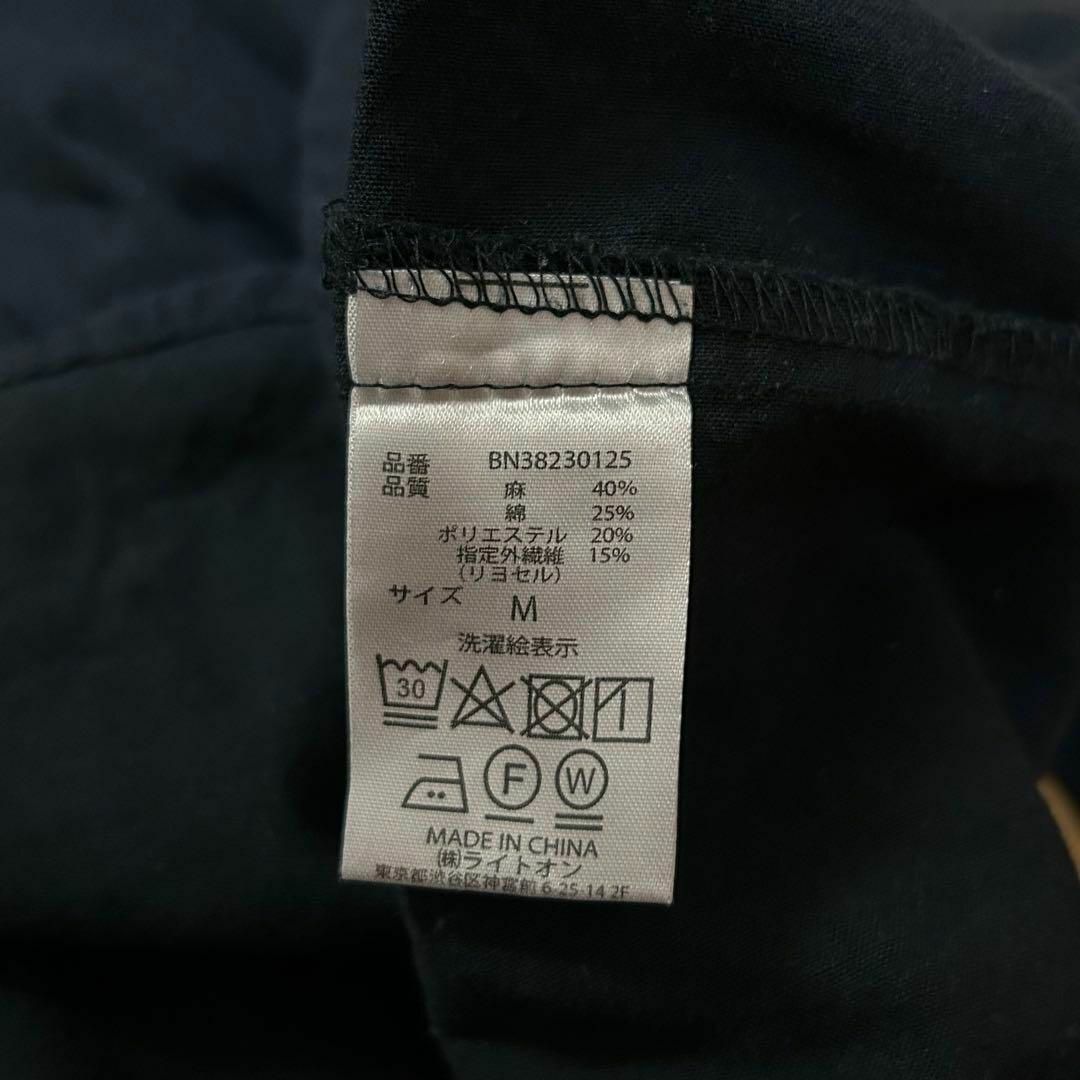 品番 BN38230125
品質 麻 40%
綿 25%
ポリエステル 20%
指定外繊維 15%
(リヨセル)
サイズ M
洗濯絵表示
30
F W
MADE IN CHINA
㈱ライトオン
東京都渋谷区神宮前 6-25-14 2F